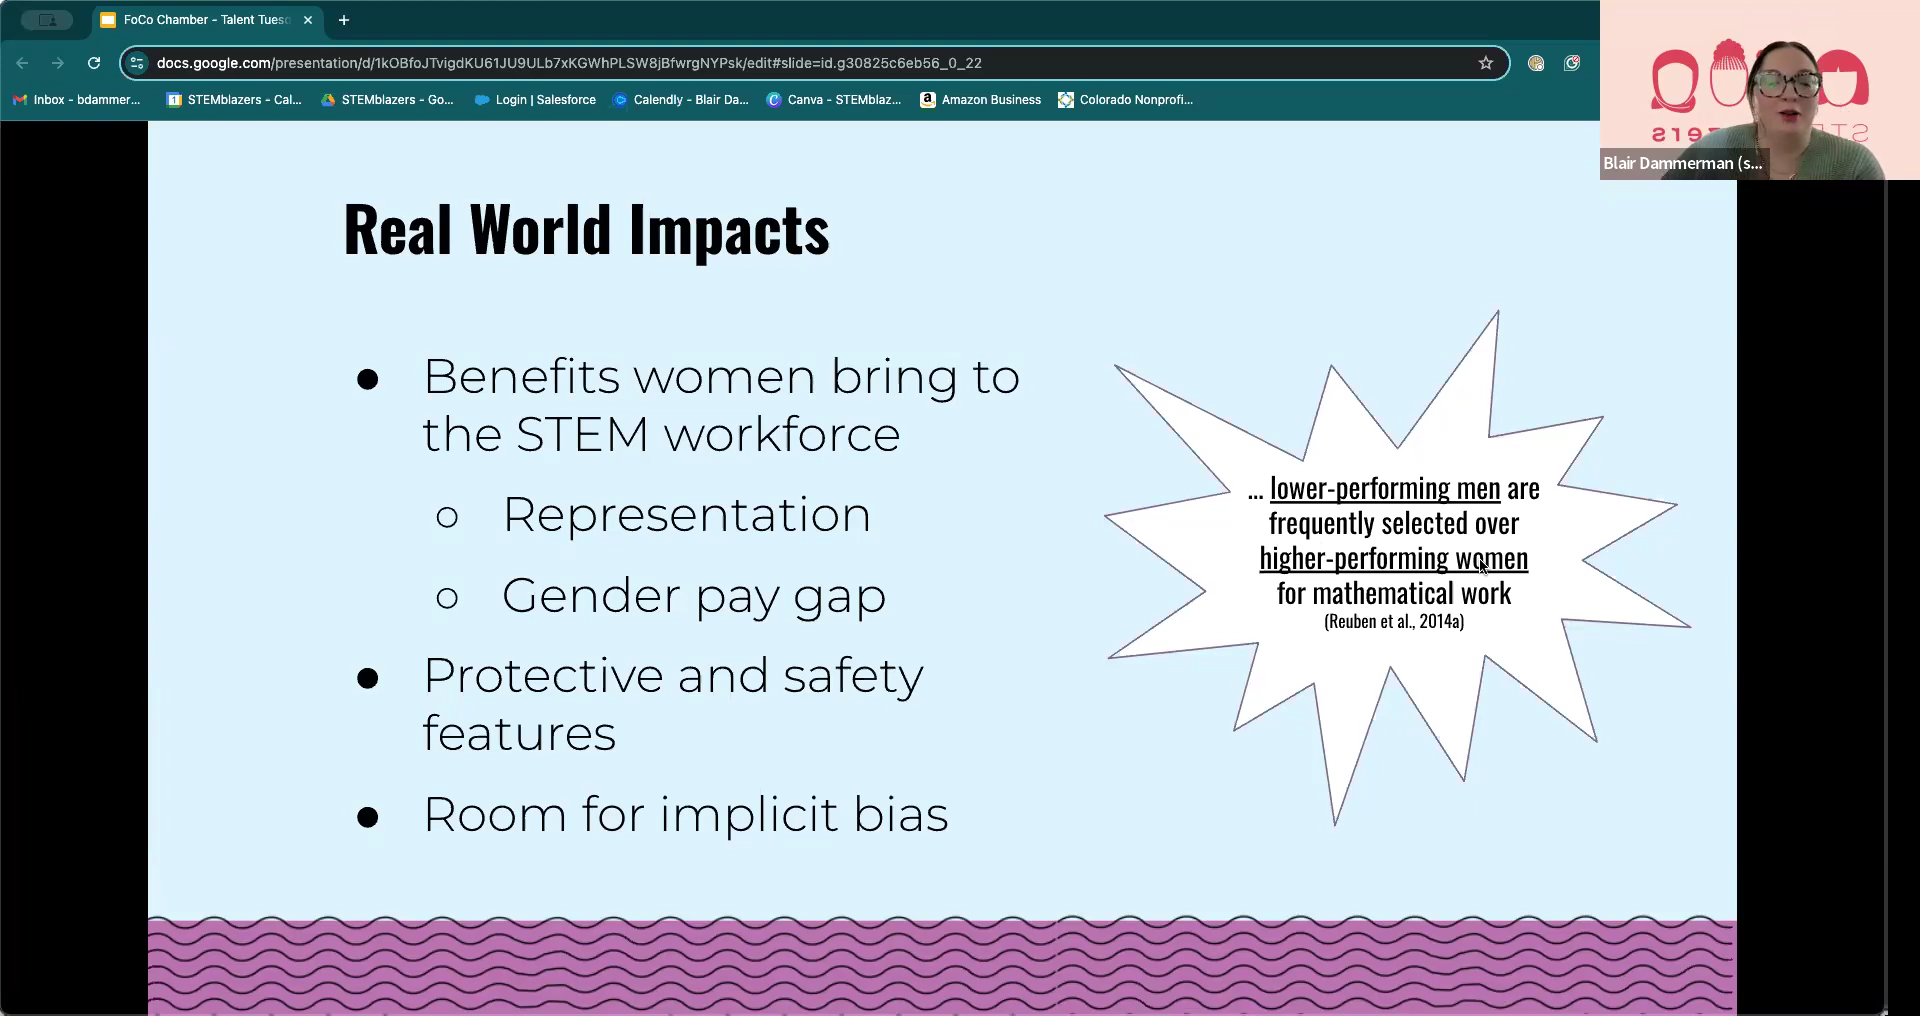 FoCo Chamber - Talent Tuesd
docs.google.com/presentation/d/1kOBfoJTvigdKU61JU9ULb7xKGWhPLSW8jBfwrgNYPsk/edit#slide=id.g30825c6eb56_0_22
Inbox - bdammer...
STEMblazers - Cal...
STEMblazers - Go...
Login | Salesforce
Calendly - Blair Da...
Canva - STEMblaz...
Amazon Business
Colorado Nonprofi...
Blair Dammerman (s...
Real World Impacts
● Benefits women bring to
the STEM workforce
○ Representation
○ Gender pay gap
● Protective and safety
features
● Room for implicit bias
... lower-performing men are
frequently selected over
higher-performing women
for mathematical work
(Reuben et al., 2014a)